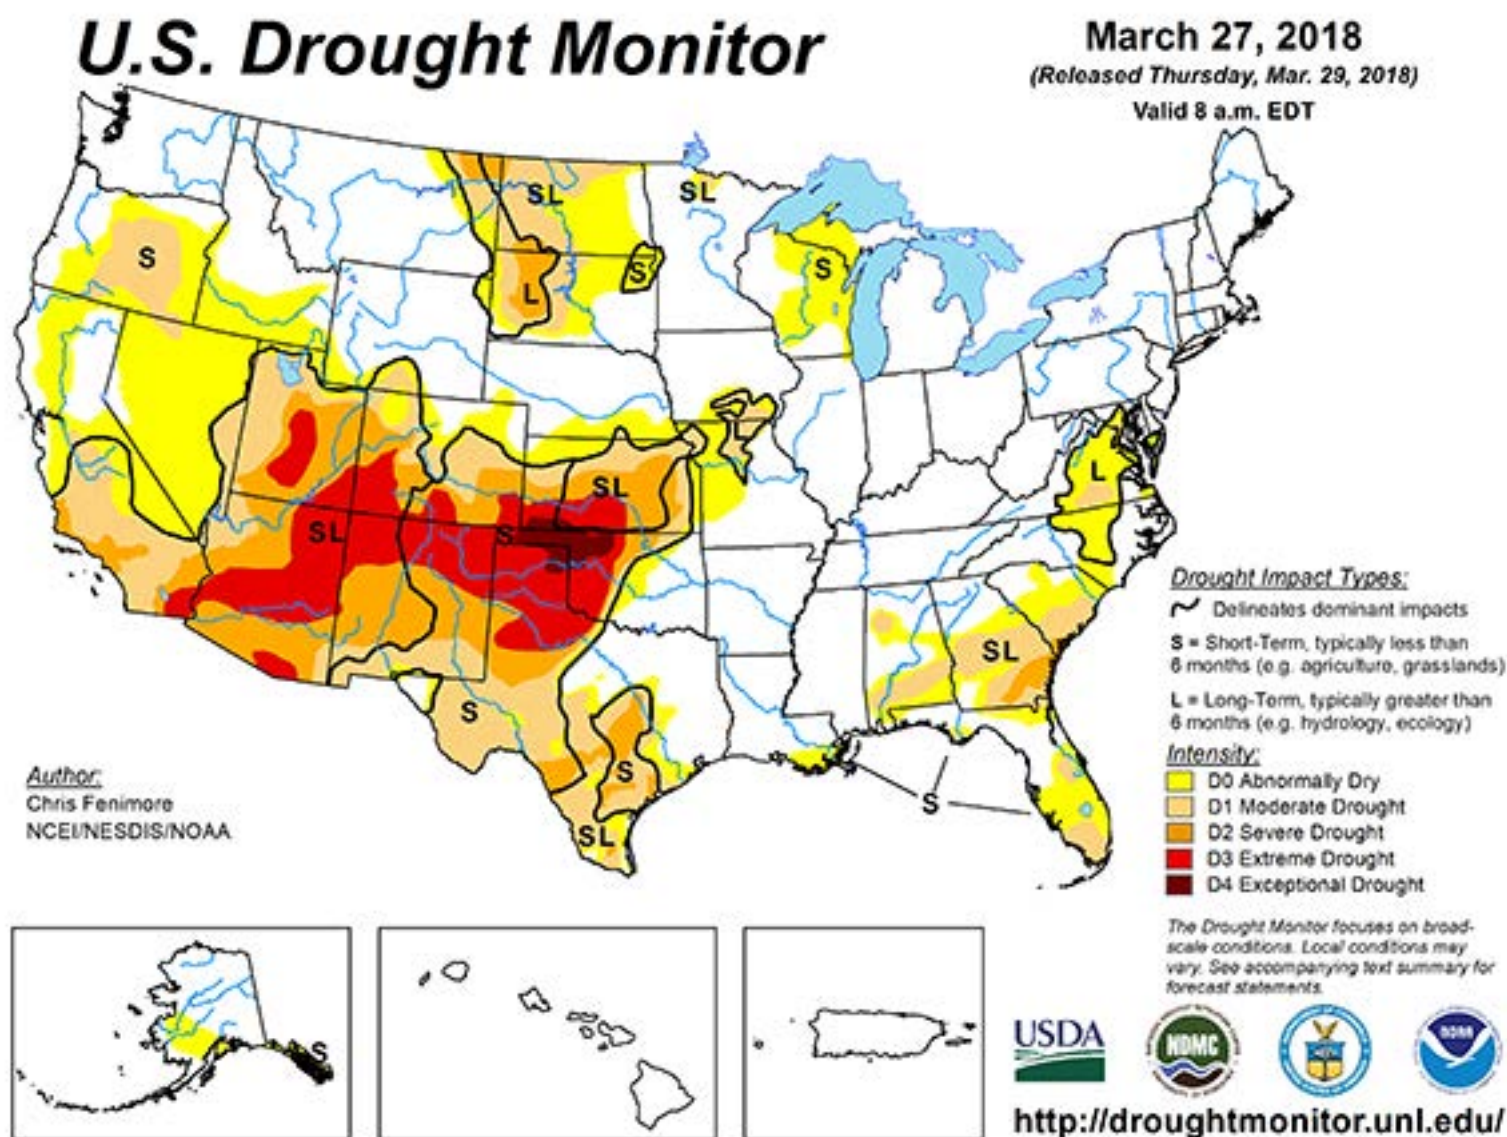 U.S. Drought Monitor
March 27, 2018
(Released Thursday, Mar. 29, 2018)
Valid 8 a.m. EDT
SL
SL
S
S
S
L
L
SL
L
SL
S
SL
S
S
SL
S
Drought Impact Types:
Delineates dominant impacts
S = Short-Term, typically less than
6 months (e.g. agriculture, grasslands)
L = Long-Term, typically greater than
6 months (e.g. hydrology, ecology)
Intensity:
D0 Abnormally Dry
D1 Moderate Drought
D2 Severe Drought
D3 Extreme Drought
D4 Exceptional Drought
Author:
Chris Fenimore
NCEI/NESDIS/NOAA
The Drought Monitor focuses on broad-
scale conditions. Local conditions may
vary. See accompanying text summary for
forecast statements.
S
USDA
NDMC
NOAA
http://droughtmonitor.unl.edu/